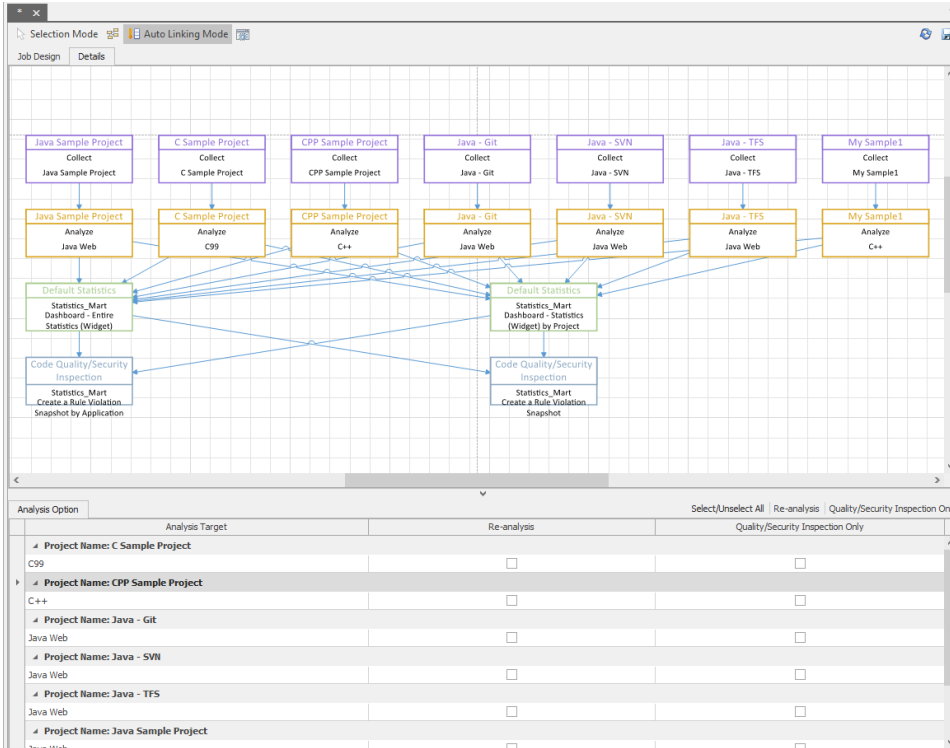 * x
Selection Mode Auto Linking Mode
Job Design Details
Java Sample Project C Sample Project CPP Sample Project Java - Git Java - SVN Java - TFS My Sample1
Collect Collect Collect Collect Collect Collect Collect
Java Sample Project C Sample Project CPP Sample Project Java - Git Java - SVN Java - TFS My Sample1
Java Sample Project C Sample Project CPP Sample Project Java - Git Java - SVN Java - TFS My Sample1
Analyze Analyze Analyze Analyze Analyze Analyze Analyze
Java Web C99 C++ Java Web Java Web Java Web C++
Default Statistics Default Statistics
Statistics_Mart Statistics_Mart
Dashboard - Entire Dashboard - Statistics
Statistics (Widget) (Widget) by Project
Code Quality/Security Code Quality/Security
Inspection Inspection
Statistics_Mart Statistics_Mart
Create a Rule Violation Create a Rule Violation
Snapshot by Application Snapshot
Analysis Option Select/Unselect All Re-analysis Quality/Security Inspection On
Analysis Target Re-analysis Quality/Security Inspection Only
Project Name: C Sample Project
C99
Project Name: CPP Sample Project
C++
Project Name: Java - Git
Java Web
Project Name: Java - SVN
Java Web
Project Name: Java - TFS
Java Web
Project Name: Java Sample Project
Java Web